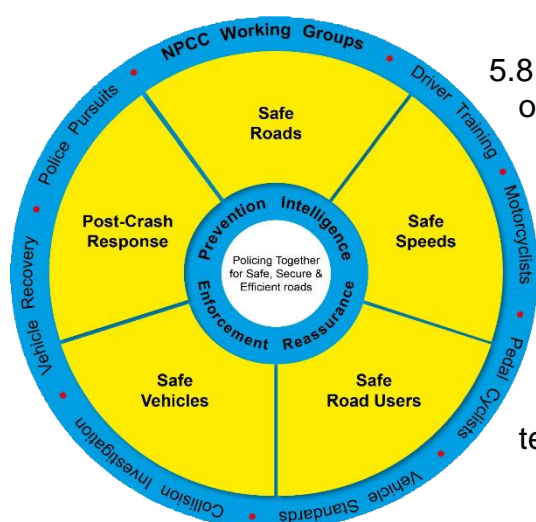 NPCC Working Groups
Driver Training
Motorcyclists
Pedal Cyclists
Vehicle Standards
Collision Investigation
Vehicle Recovery
Police Pursuits
Safe
Roads
Safe
Speeds
Safe
Road Users
Safe
Vehicles
Post-Crash
Response
Prevention Intelligence
Enforcement Reassurance
Policing Together
for Safe, Secure &
Efficient roads
5.8
o
te